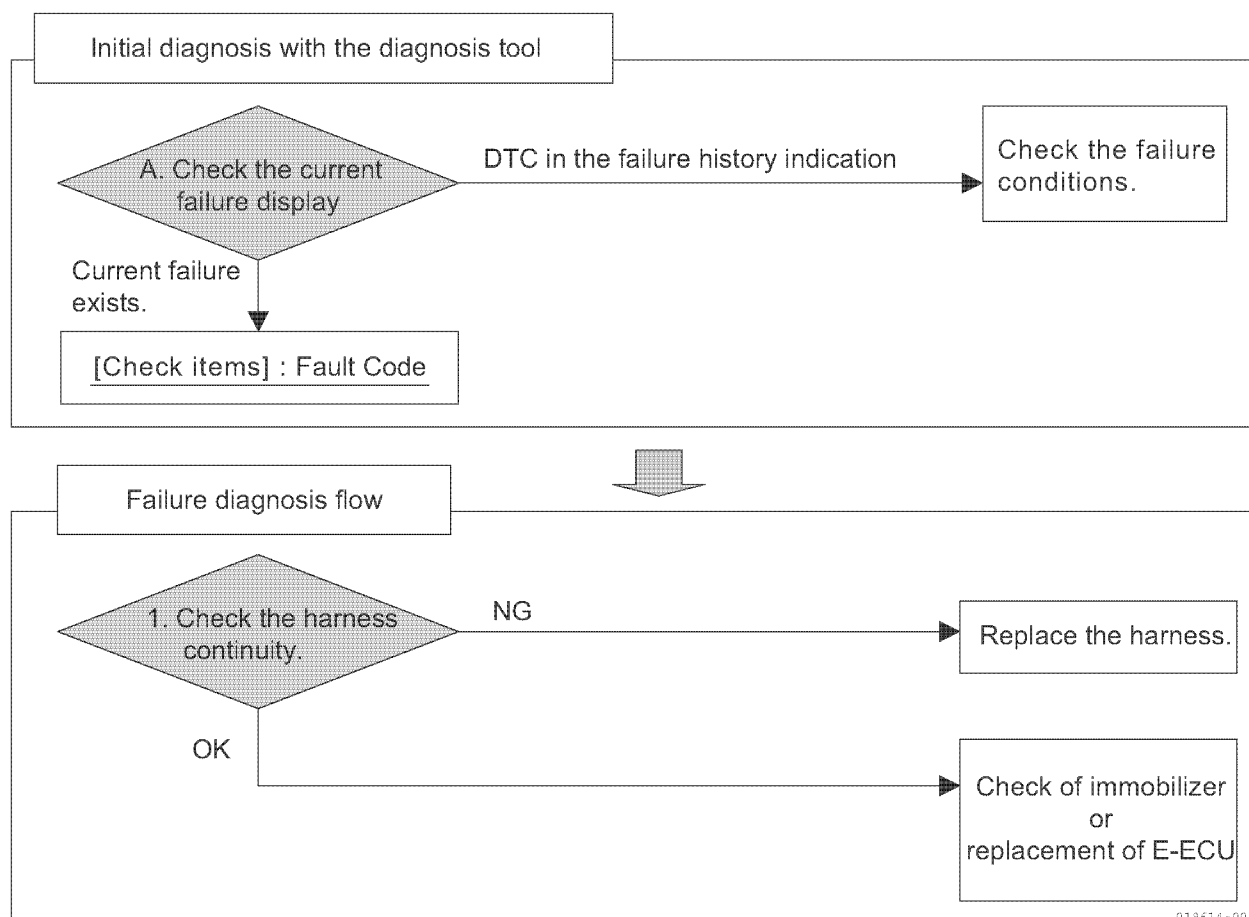 Initial diagnosis with the diagnosis tool
A. Check the current
failure display
DTC in the failure history indication
Check the failure
conditions.
Current failure
exists.
[Check items] : Fault Code
Failure diagnosis flow
1. Check the harness
continuity.
NG
Replace the harness.
OK
Check of immobilizer
or
replacement of E-ECU